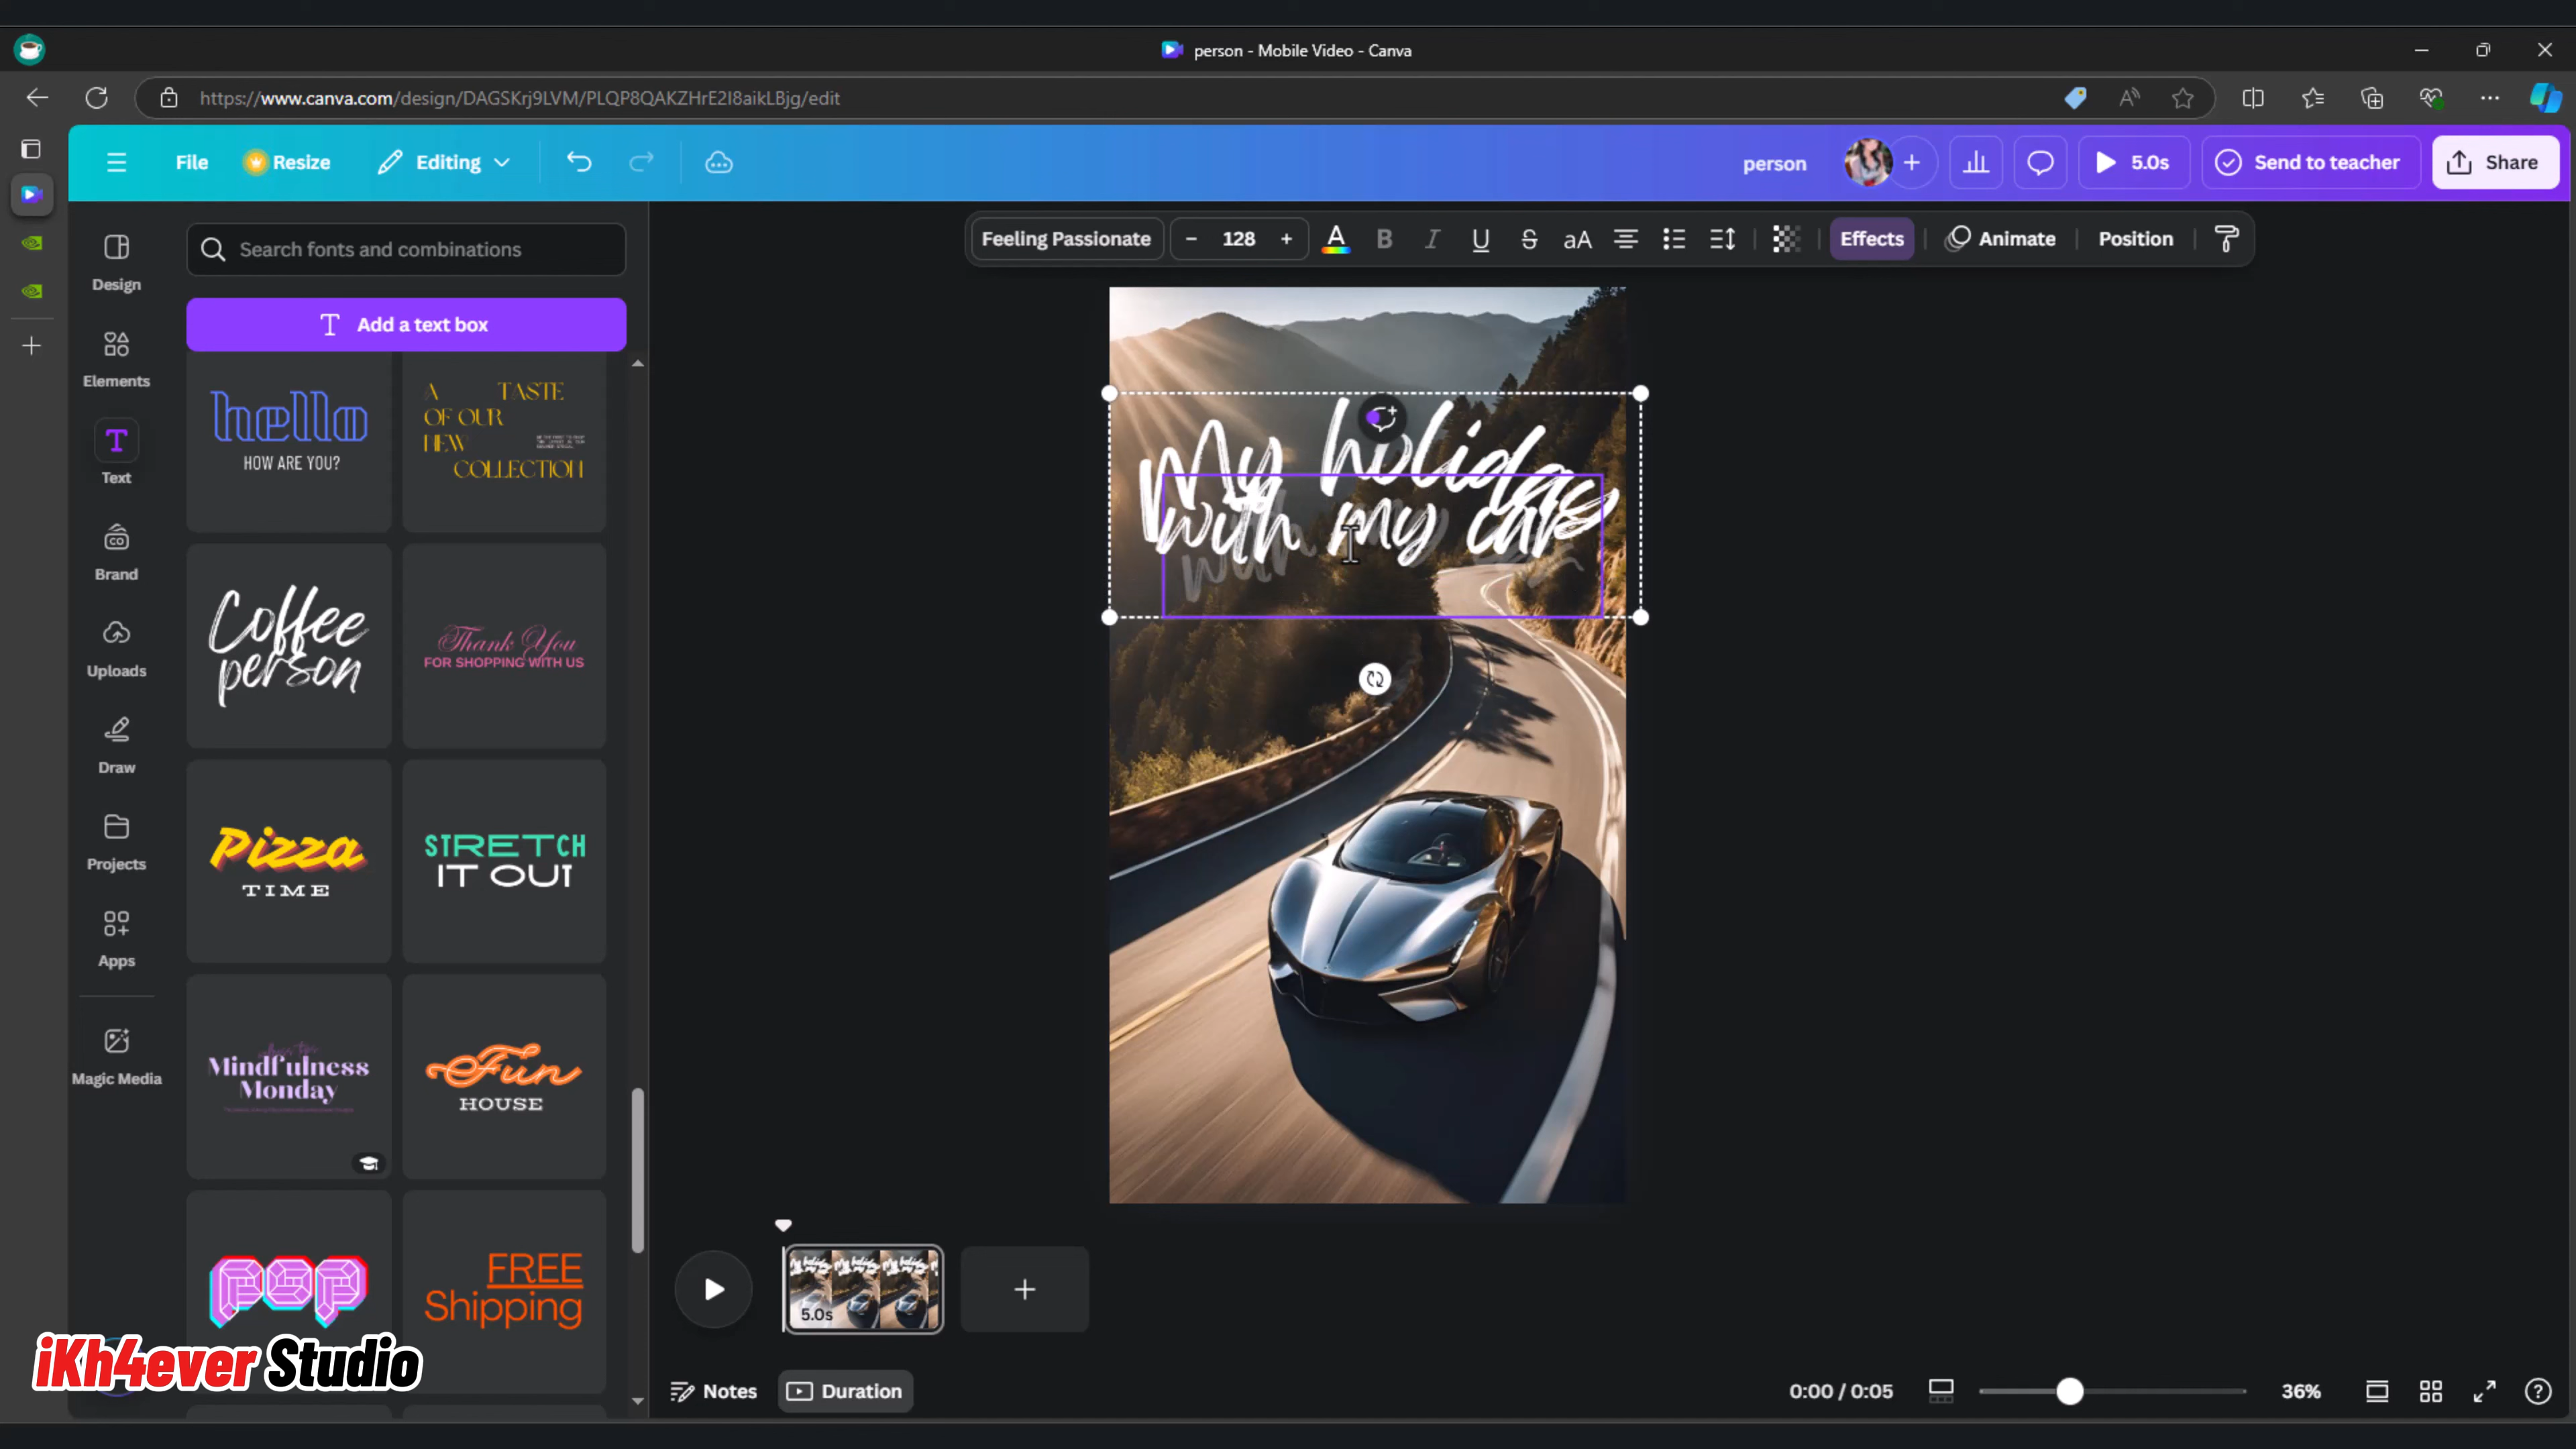 person - Mobile Video - Canva
https://www.canva.com/design/DAGSKrj9LVM/PLQP8QAKZHrE2I8aikLBjg/edit
File
Resize
Editing
person
5.0s
Send to teacher
Share
Search fonts and combinations
Add a text box
Feeling Passionate
- 128 +
A
B
I
U
S
aA
Effects
Animate
Position
Design
Elements
Text
Brand
Uploads
Draw
Projects
Apps
Magic Media
hello
HOW ARE YOU?
A TASTE
OF OUR
NEW
COLLECTION
Coffee
person
Thank You
FOR SHOPPING WITH US
Pizza
TIME
STRETCH
IT OUT
Mindfulness
Monday
Fun
HOUSE
POP
FREE
Shipping
My holiday
with my car
5.0s
Notes
Duration
0:00 / 0:05
36%
iKh4ever Studio